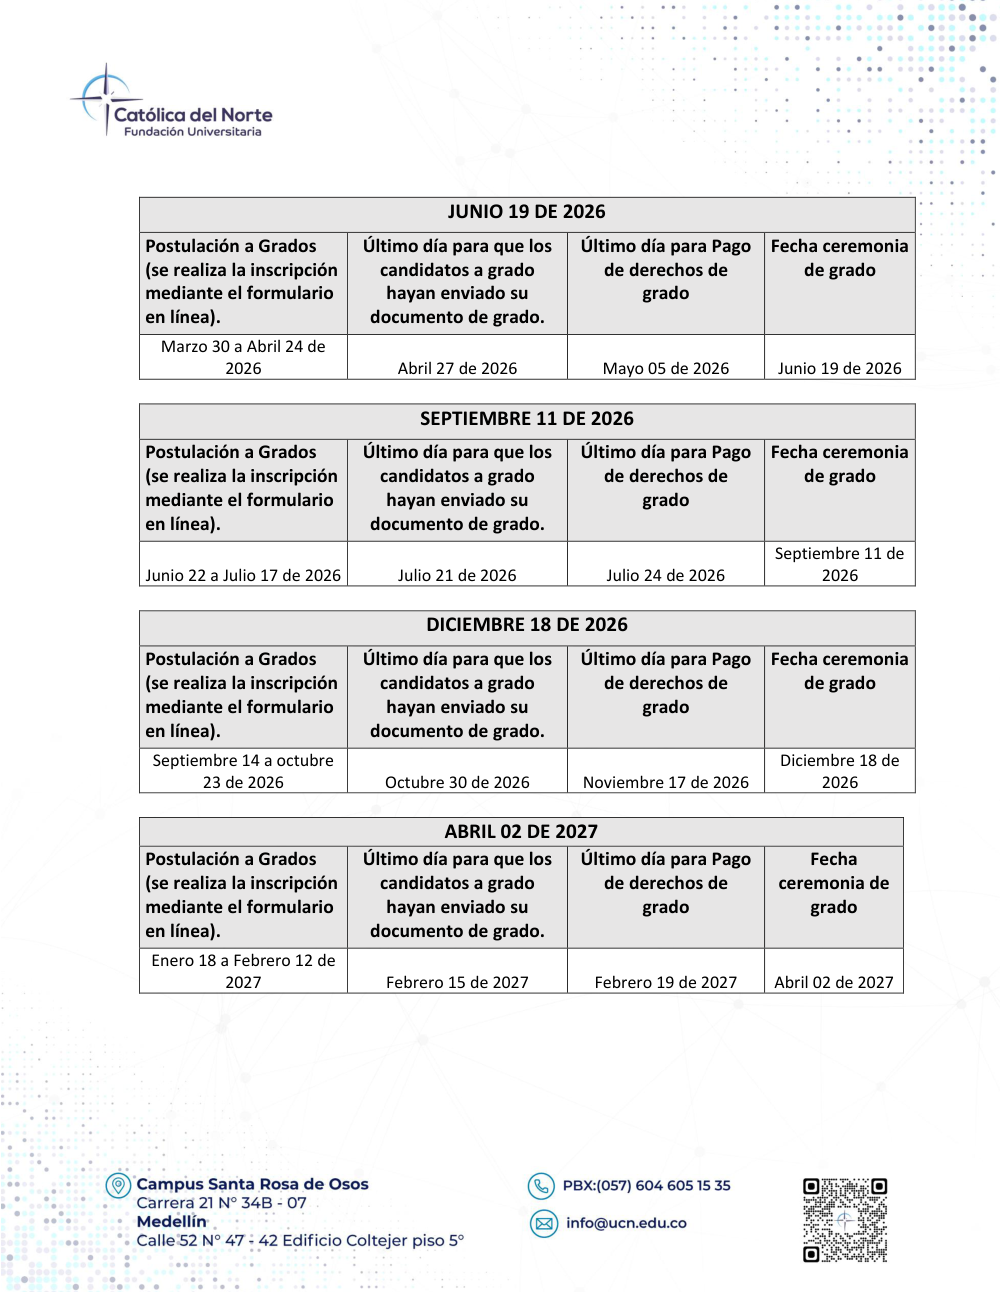 Católica del Norte
Fundación Universitaria
JUNIO 19 DE 2026
Postulación a Grados
(se realiza la inscripción
mediante el formulario
en línea).
Último día para que los
candidatos a grado
hayan enviado su
documento de grado.
Último día para Pago
de derechos de
grado
Fecha ceremonia
de grado
Marzo 30 a Abril 24 de
2026
Abril 27 de 2026
Mayo 05 de 2026
Junio 19 de 2026
SEPTIEMBRE 11 DE 2026
Postulación a Grados
(se realiza la inscripción
mediante el formulario
en línea).
Último día para que los
candidatos a grado
hayan enviado su
documento de grado.
Último día para Pago
de derechos de
grado
Fecha ceremonia
de grado
Junio 22 a Julio 17 de 2026
Julio 21 de 2026
Julio 24 de 2026
Septiembre 11 de
2026
DICIEMBRE 18 DE 2026
Postulación a Grados
(se realiza la inscripción
mediante el formulario
en línea).
Último día para que los
candidatos a grado
hayan enviado su
documento de grado.
Último día para Pago
de derechos de
grado
Fecha ceremonia
de grado
Septiembre 14 a octubre
23 de 2026
Octubre 30 de 2026
Noviembre 17 de 2026
Diciembre 18 de
2026
ABRIL 02 DE 2027
Postulación a Grados
(se realiza la inscripción
mediante el formulario
en línea).
Último día para que los
candidatos a grado
hayan enviado su
documento de grado.
Último día para Pago
de derechos de
grado
Fecha
ceremonia de
grado
Enero 18 a Febrero 12 de
2027
Febrero 15 de 2027
Febrero 19 de 2027
Abril 02 de 2027
Campus Santa Rosa de Osos
Carrera 21 N° 34B - 07
Medellín
Calle 52 N° 47 - 42 Edificio Coltejer piso 5°
PBX:(057) 604 605 15 35
info@ucn.edu.co